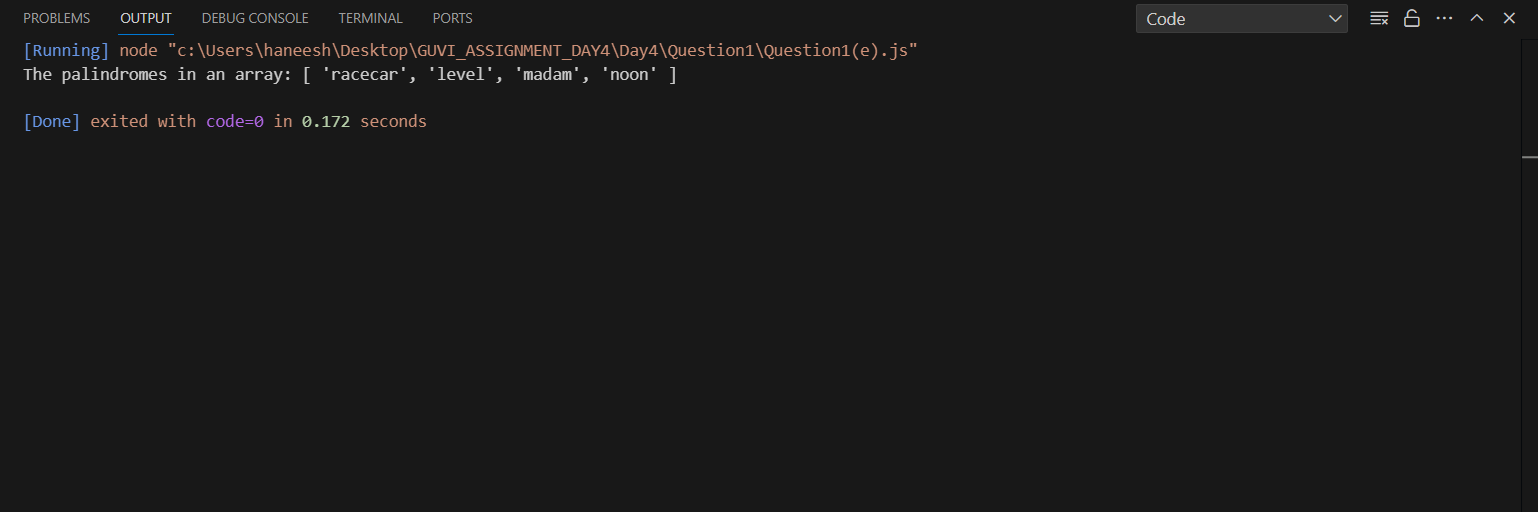 PROBLEMS OUTPUT DEBUG CONSOLE TERMINAL PORTS Code
[Running] node "c:\Users\haneesh\Desktop\GUVI_ASSIGNMENT_DAY4\Day4\Question1\Question1(e).js"
The palindromes in an array: [ 'racecar', 'level', 'madam', 'noon' ]
[Done] exited with code=0 in 0.172 seconds